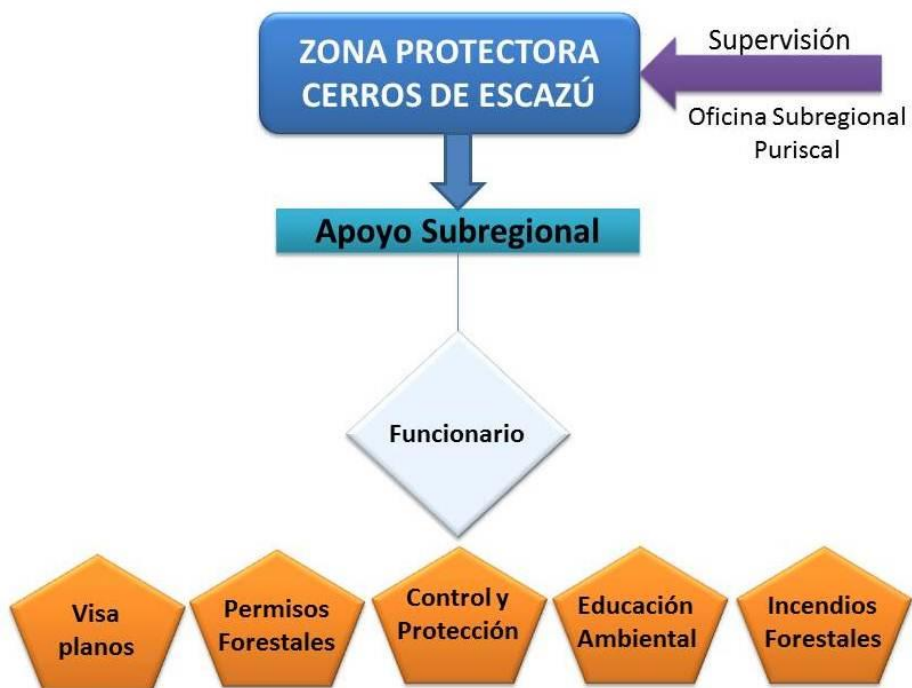 ZONA PROTECTORA
CERROS DE ESCAZÚ
Supervisión
Oficina Subregional
Puriscal
Apoyo Subregional
Funcionario
Visa
planos
Permisos
Forestales
Control y
Protección
Educación
Ambiental
Incendios
Forestales